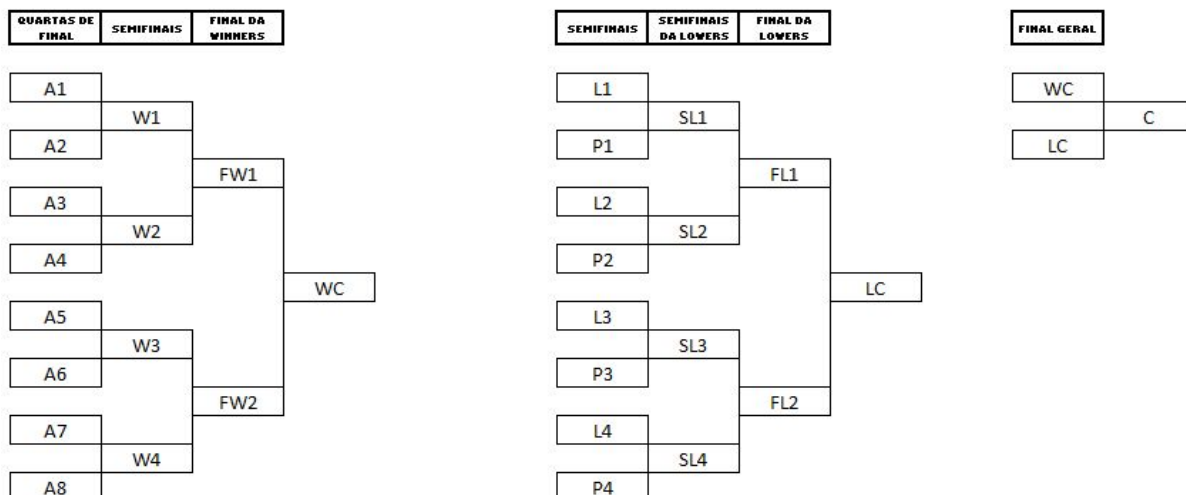 QUARTAS DE
FINAL
SEMIFINAIS
FINAL DA
WINNERS
A1
W1
A2
FW1
A3
W2
A4
WC
A5
W3
A6
FW2
A7
W4
A8
SEMIFINAIS
SEMIFINAIS
DA LOWERS
FINAL DA
LOWERS
L1
SL1
P1
FL1
L2
SL2
P2
LC
L3
SL3
P3
FL2
L4
SL4
P4
FINAL GERAL
WC
C
LC